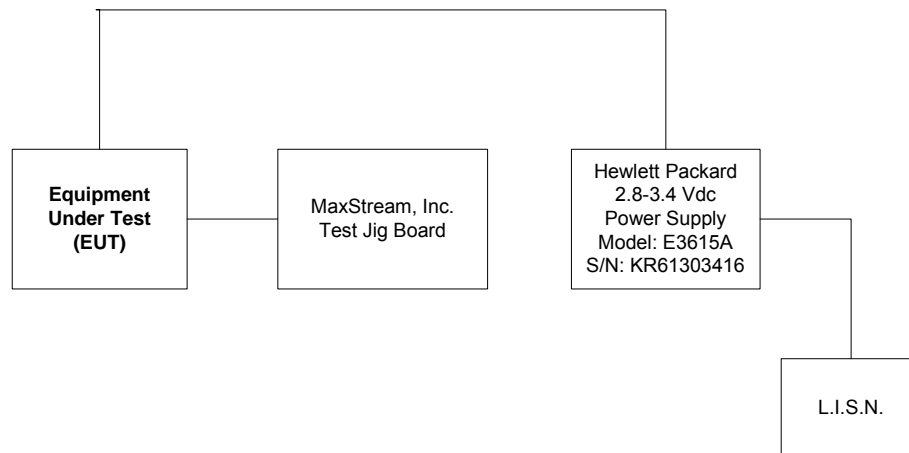 Equipment
Under Test
(EUT)
MaxStream, Inc.
Test Jig Board
Hewlett Packard
2.8-3.4 Vdc
Power Supply
Model: E3615A
S/N: KR61303416
L.I.S.N.